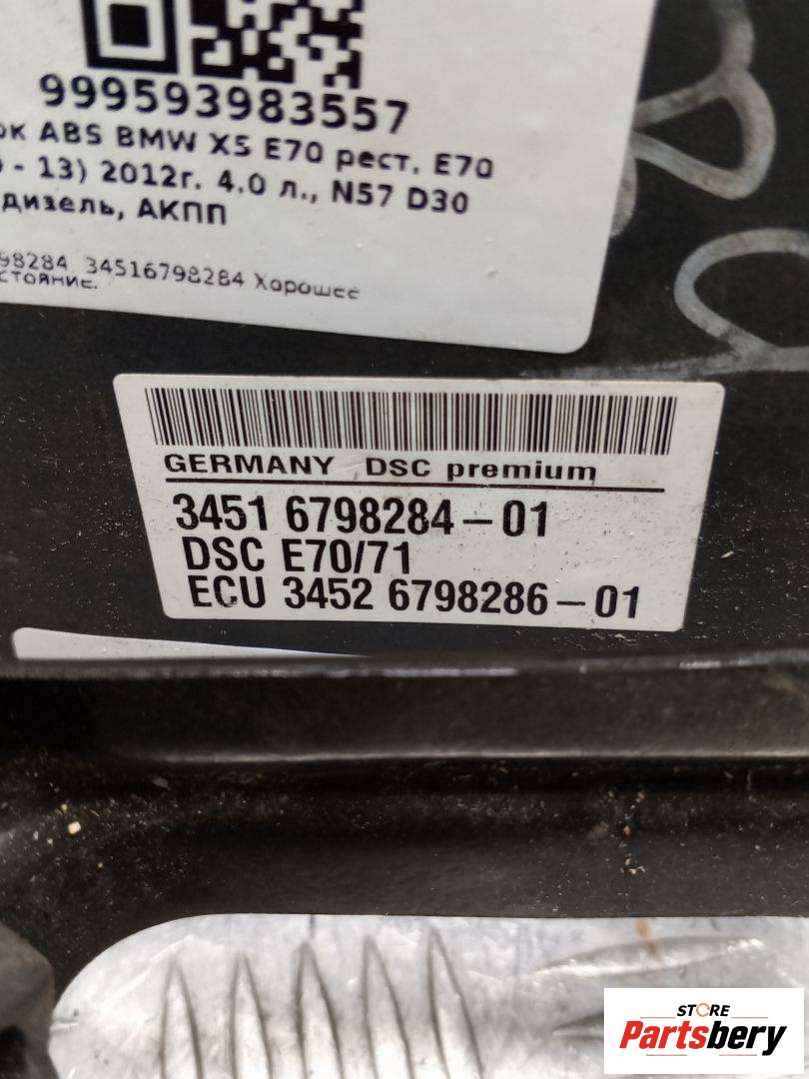 999593983557
ок ABS BMW X5 E70 рест. E70
- 13) 2012г. 4.0 л., N57 D30
дизель, АКПП
98284 34516798284 Хорошее
стояние.
GERMANY DSC premium
3451 6798284-01
DSC E70/71
ECU 3452 6798286-01
STORE
Partsbery